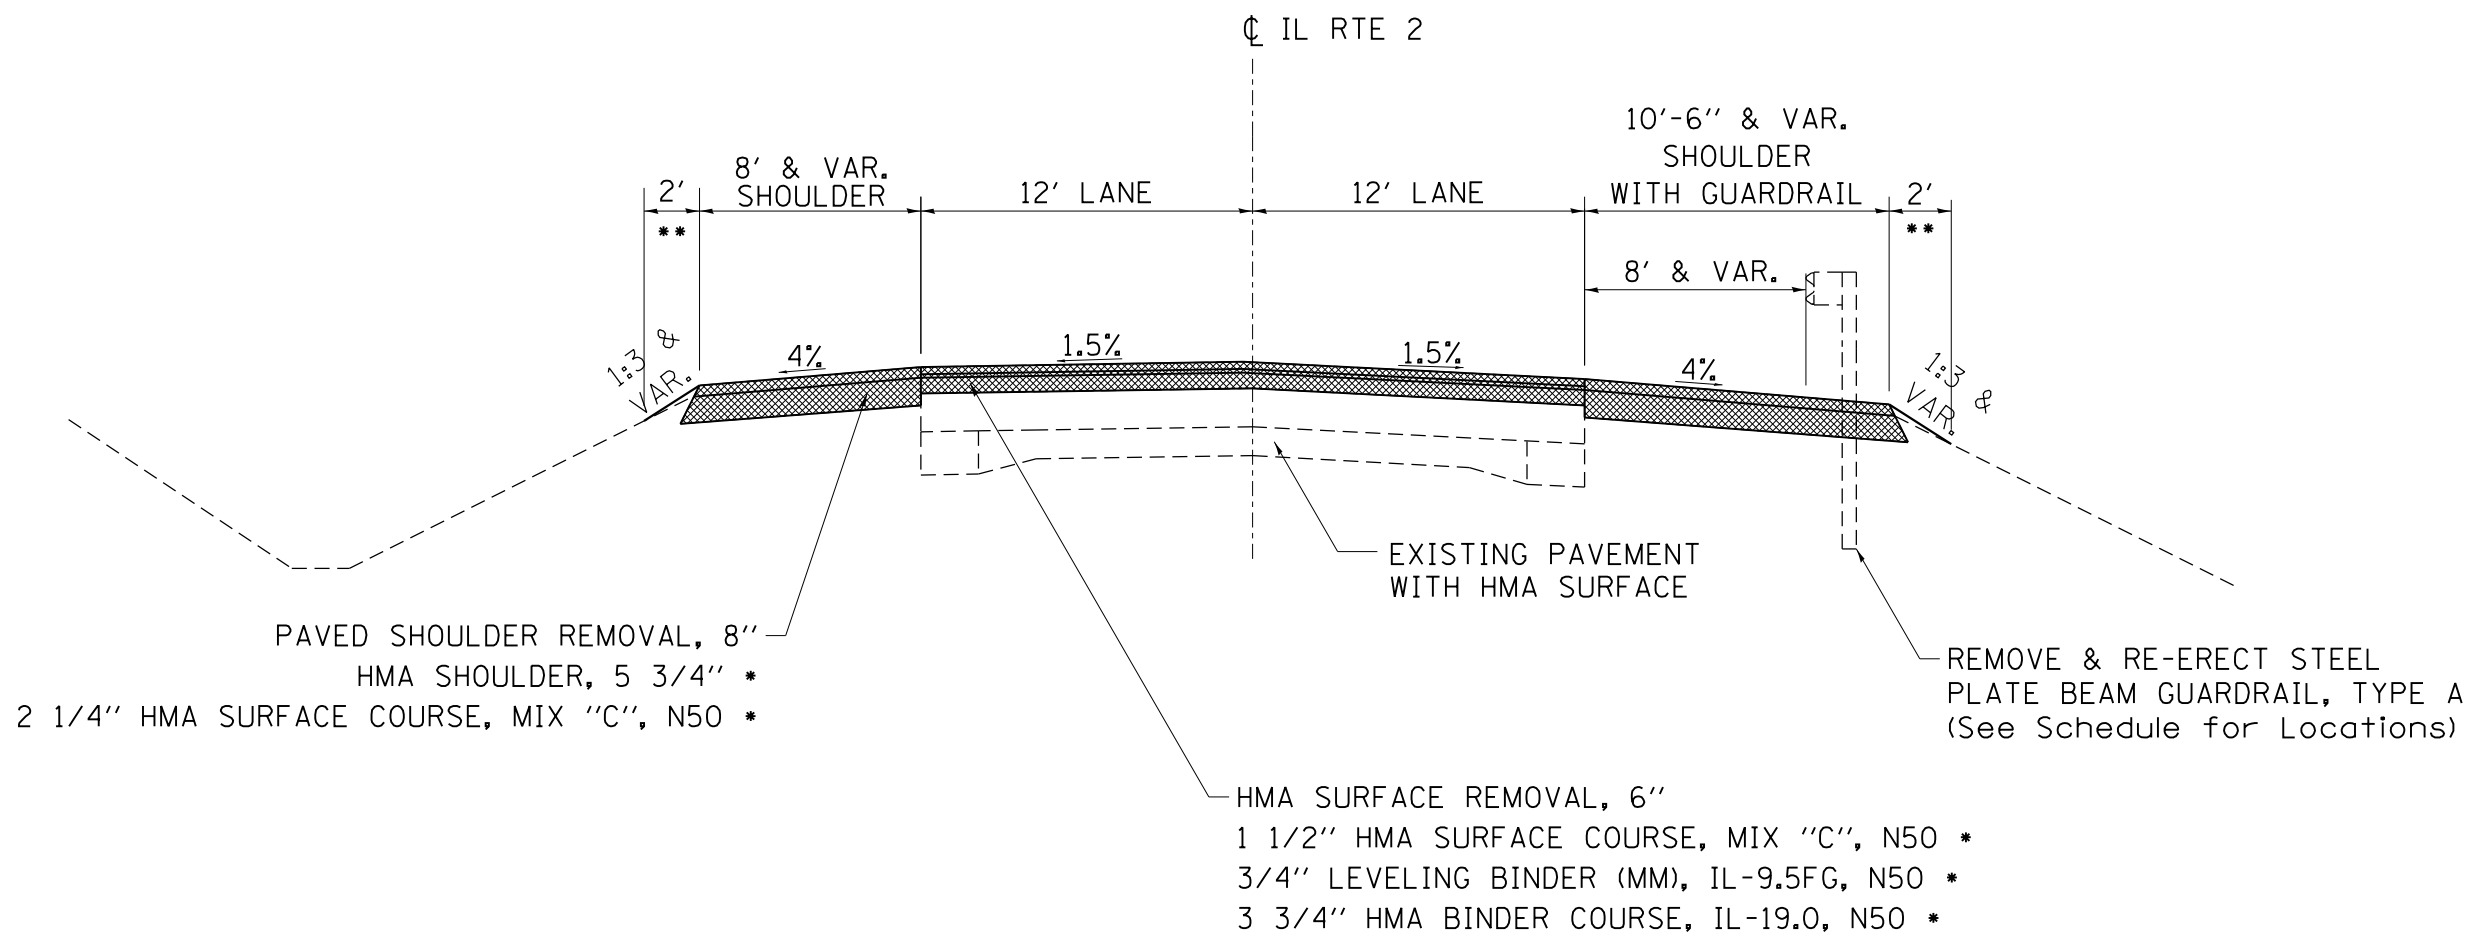 ℄ IL RTE 2
10'-6" & VAR.
SHOULDER
WITH GUARDRAIL
8' & VAR.
SHOULDER
2'
**
12' LANE
12' LANE
2'
**
8' & VAR.
1:3 &
VAR.
4%
1.5%
1.5%
4%
1:3 &
VAR.
EXISTING PAVEMENT
WITH HMA SURFACE
PAVED SHOULDER REMOVAL, 8"
HMA SHOULDER, 5 3/4" *
2 1/4" HMA SURFACE COURSE, MIX "C", N50 *
REMOVE & RE-ERECT STEEL
PLATE BEAM GUARDRAIL, TYPE A
(See Schedule for Locations)
HMA SURFACE REMOVAL, 6"
1 1/2" HMA SURFACE COURSE, MIX "C", N50 *
3/4" LEVELING BINDER (MM), IL-9.5FG, N50 *
3 3/4" HMA BINDER COURSE, IL-19.0, N50 *